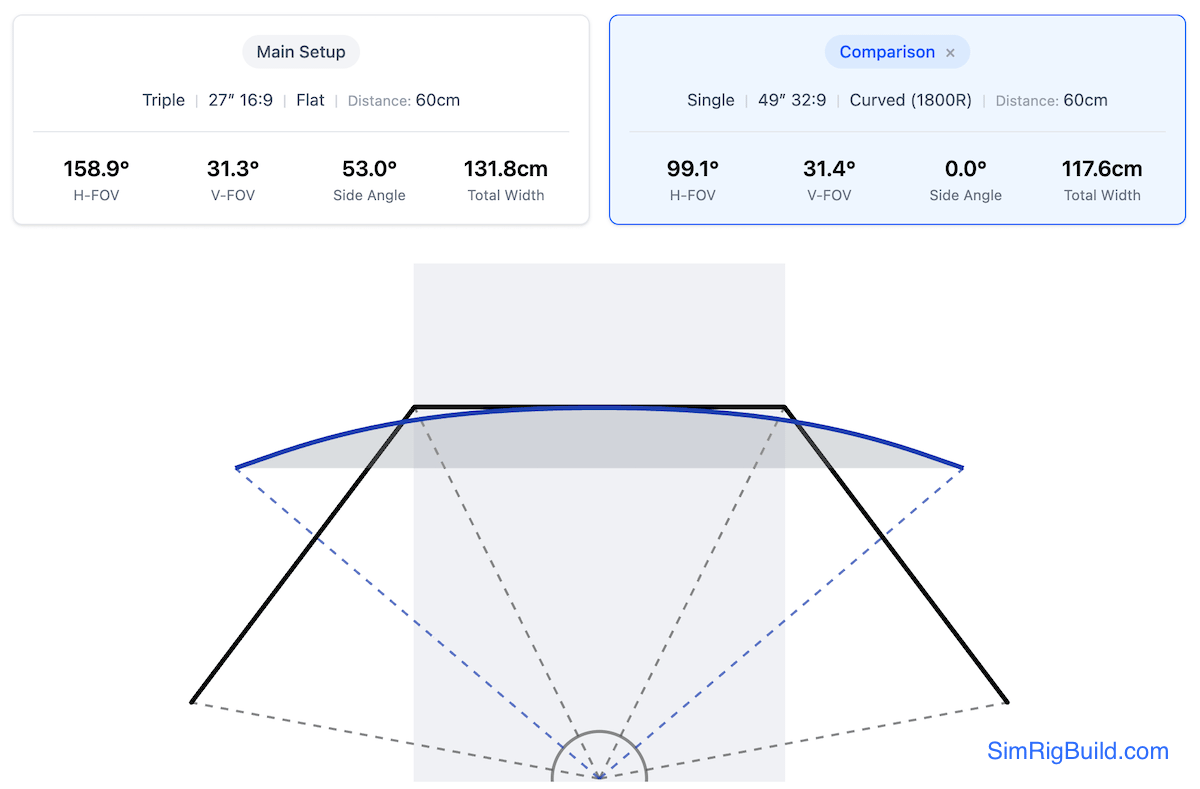 Main Setup
Triple | 27″ 16:9 | Flat | Distance: 60cm
158.9° 31.3° 53.0° 131.8cm
H-FOV V-FOV Side Angle Total Width
Comparison ×
Single | 49″ 32:9 | Curved (1800R) | Distance: 60cm
99.1° 31.4° 0.0° 117.6cm
H-FOV V-FOV Side Angle Total Width
SimRigBuild.com